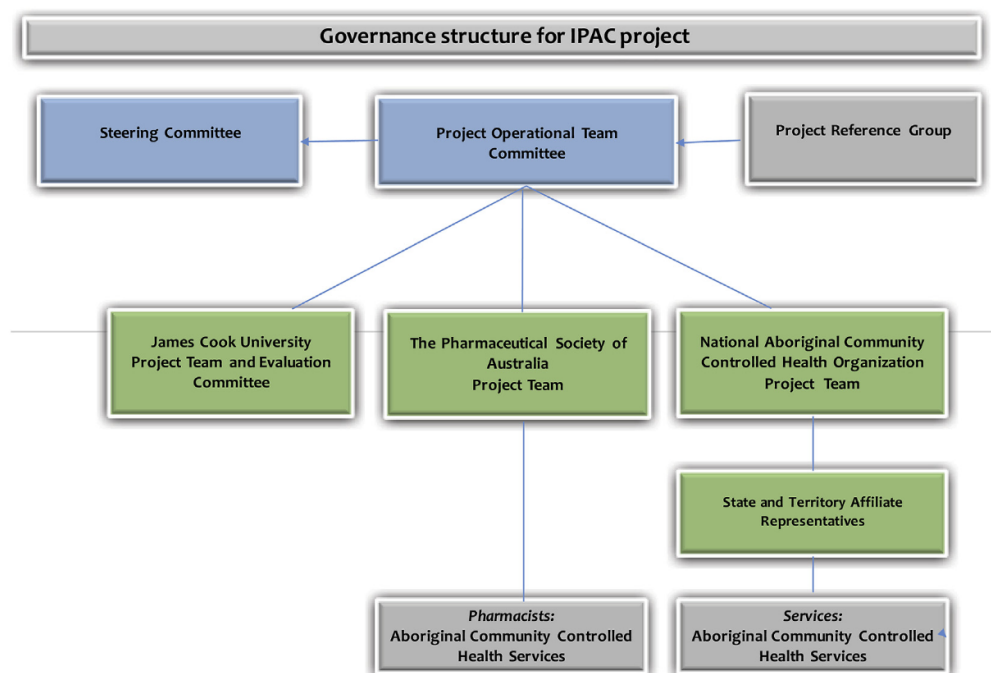 Governance structure for IPAC project
Steering Committee
Project Operational Team
Committee
Project Reference Group
James Cook University
Project Team and Evaluation
Committee
The Pharmaceutical Society of
Australia
Project Team
National Aboriginal Community
Controlled Health Organization
Project Team
State and Territory Affiliate
Representatives
Pharmacists:
Aboriginal Community Controlled
Health Services
Services:
Aboriginal Community Controlled
Health Services